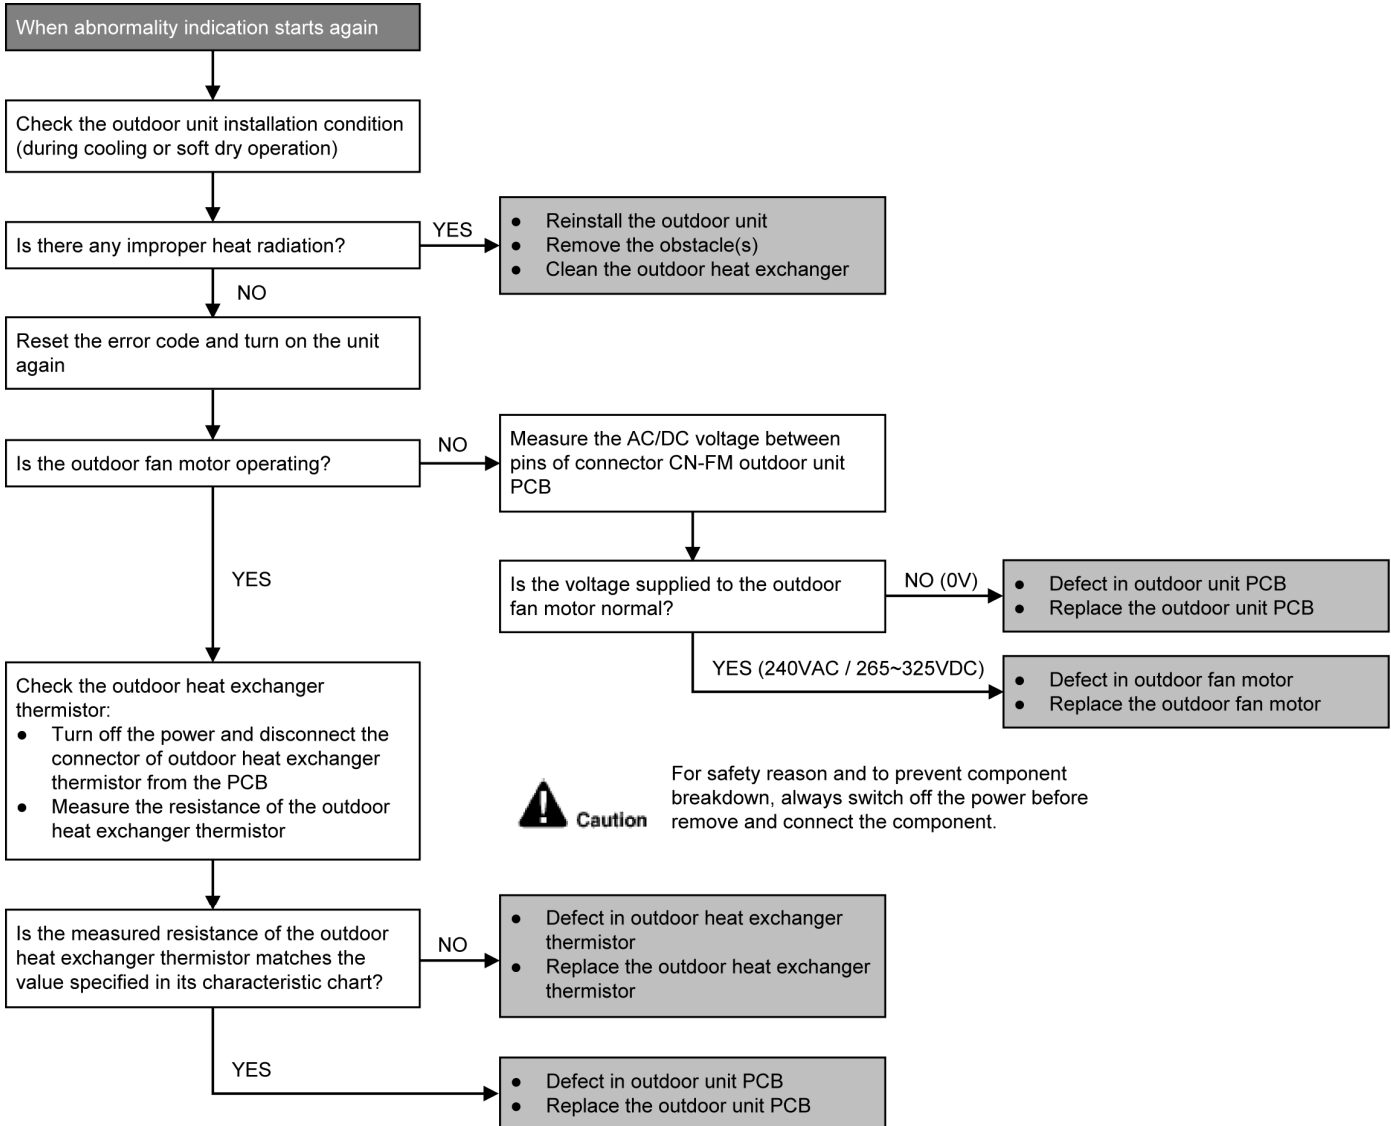 When abnormality indication starts again
Check the outdoor unit installation condition
(during cooling or soft dry operation)
Is there any improper heat radiation?
YES
● Reinstall the outdoor unit
● Remove the obstacle(s)
● Clean the outdoor heat exchanger
NO
Reset the error code and turn on the unit
again
Is the outdoor fan motor operating?
NO
Measure the AC/DC voltage between
pins of connector CN-FM outdoor unit
PCB
YES
Is the voltage supplied to the outdoor
fan motor normal?
NO (0V)
● Defect in outdoor unit PCB
● Replace the outdoor unit PCB
YES (240VAC / 265~325VDC)
● Defect in outdoor fan motor
● Replace the outdoor fan motor
Check the outdoor heat exchanger
thermistor:
● Turn off the power and disconnect the
connector of outdoor heat exchanger
thermistor from the PCB
● Measure the resistance of the outdoor
heat exchanger thermistor
Caution
For safety reason and to prevent component
breakdown, always switch off the power before
remove and connect the component.
Is the measured resistance of the outdoor
heat exchanger thermistor matches the
value specified in its characteristic chart?
NO
● Defect in outdoor heat exchanger
thermistor
● Replace the outdoor heat exchanger
thermistor
YES
● Defect in outdoor unit PCB
● Replace the outdoor unit PCB